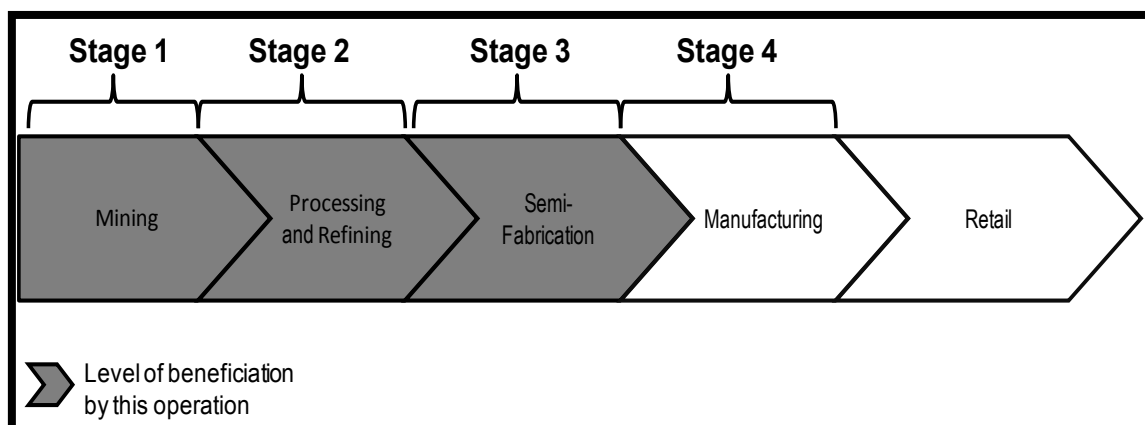 Stage 1 Stage 2 Stage 3 Stage 4
Mining
Processing
and Refining
Semi-
Fabrication
Manufacturing
Retail
Level of beneficiation
by this operation